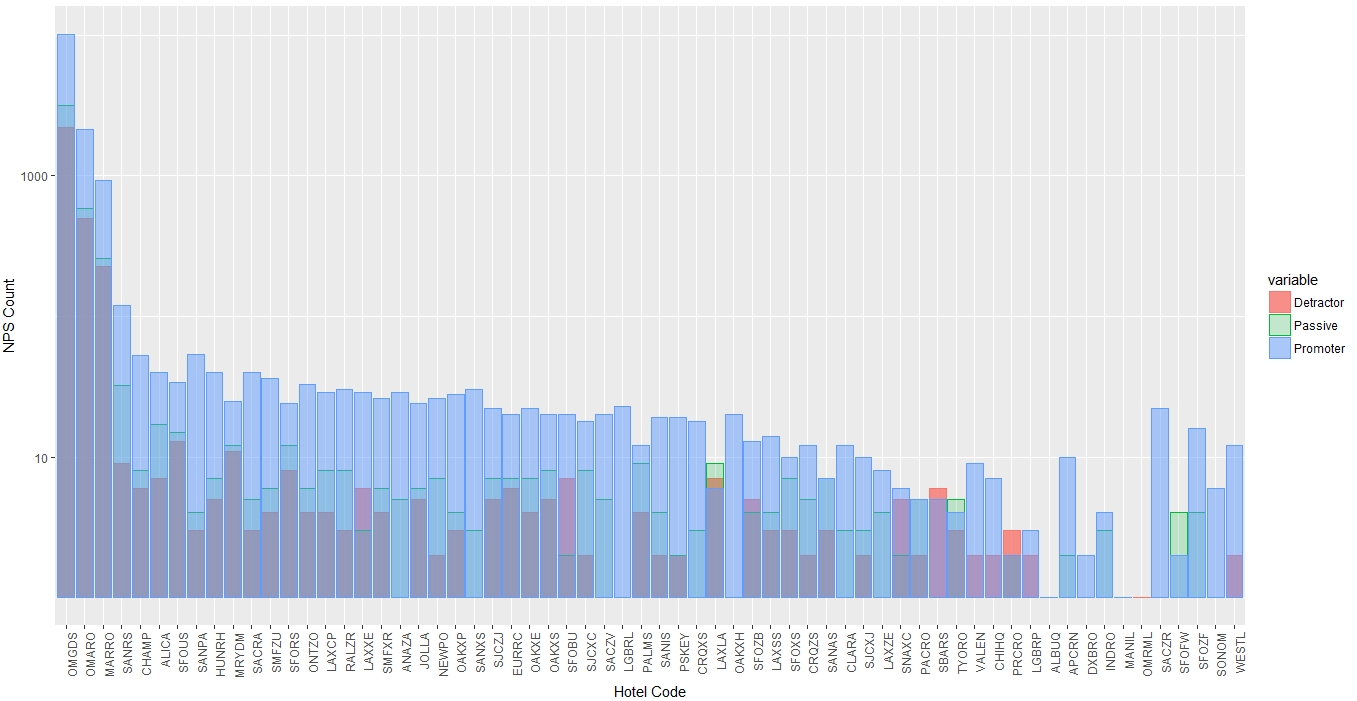 NPS Count
1000
10
OMGDS
OMARO
MARRO
SANRS
CHAMP
ALICA
SFOUS
SANPA
HUNRH
MRYDM
SACRA
SMFZU
SFORS
ONTZO
LAXCP
RALZR
LAXXE
SMFXR
ANAZA
JOLLA
NEWPO
OAKXP
SANXS
SJCZJ
EURRC
OAKXE
OAKXS
SFOBU
SJCXC
SACZV
LGBRL
PALMS
SANIS
PSKEY
CRQXS
LAXLA
OAKXH
SFOZB
LAXSS
SFOXS
CRQZS
SANAS
CLARA
SJCXJ
LAXZE
SNAXC
PACRO
SBARS
TYORO
VALEN
CHIHQ
PRCRO
LGBRP
ALBUQ
APCRN
DXBRO
INDRO
MANIL
OMRML
SACZR
SFOFW
SFOZF
SONOM
WESTL
Hotel Code
variable
Detractor
Passive
Promoter